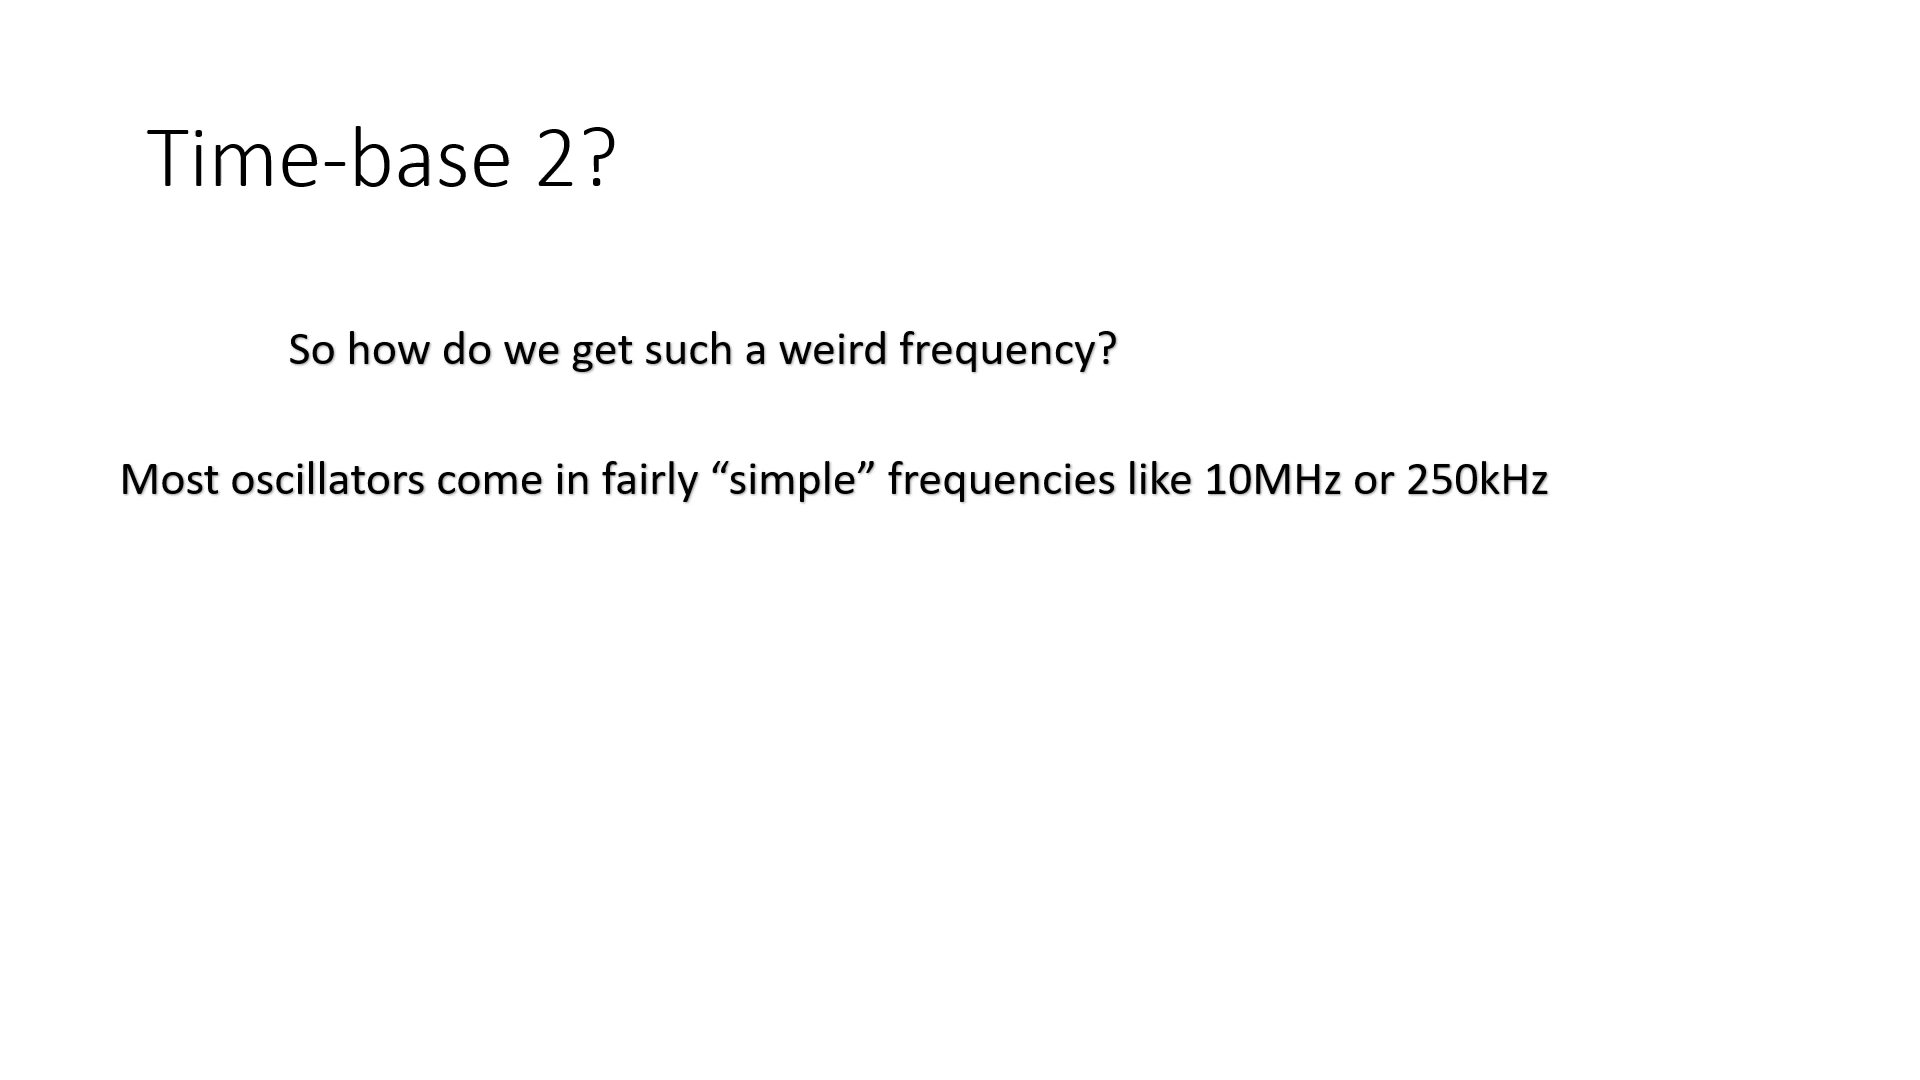 Time-base 2?
So how do we get such a weird frequency?
Most oscillators come in fairly “simple” frequencies like 10MHz or 250kHz